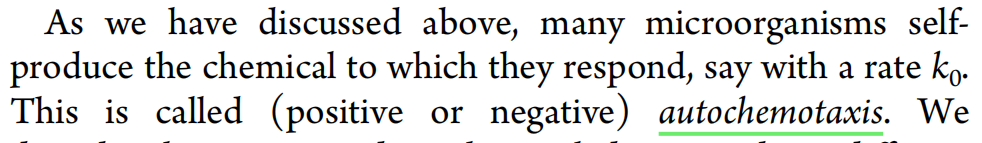 As we have discussed above, many microorganisms self-
produce the chemical to which they respond, say with a rate k₀.
This is called (positive or negative) autochemotaxis. We